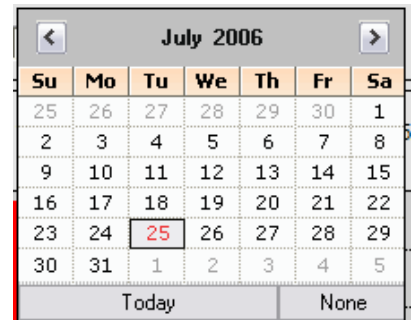 < July 2006 >
Su Mo Tu We Th Fr Sa
25 26 27 28 29 30 1
2 3 4 5 6 7 8
9 10 11 12 13 14 15
16 17 18 19 20 21 22
23 24 25 26 27 28 29
30 31 1 2 3 4 5
Today None